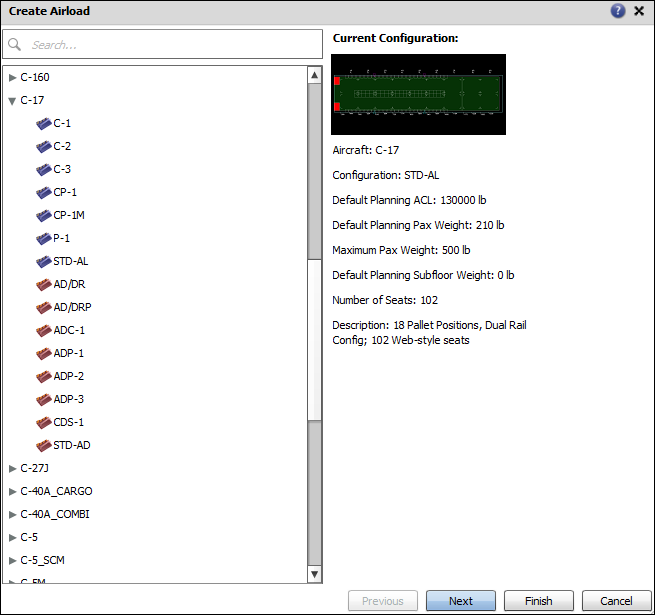 Create Airload
?
Search...
C-160
C-17
C-1
C-2
C-3
CP-1
CP-1M
P-1
STD-AL
AD/DR
AD/DRP
ADC-1
ADP-1
ADP-2
ADP-3
CDS-1
STD-AD
C-27J
C-40A_CARGO
C-40A_COMBI
C-5
C-5_SCM
C-5M
Current Configuration:
Aircraft: C-17
Configuration: STD-AL
Default Planning ACL: 130000 lb
Default Planning Pax Weight: 210 lb
Maximum Pax Weight: 500 lb
Default Planning Subfloor Weight: 0 lb
Number of Seats: 102
Description: 18 Pallet Positions, Dual Rail
Config; 102 Web-style seats
Previous
Next
Finish
Cancel